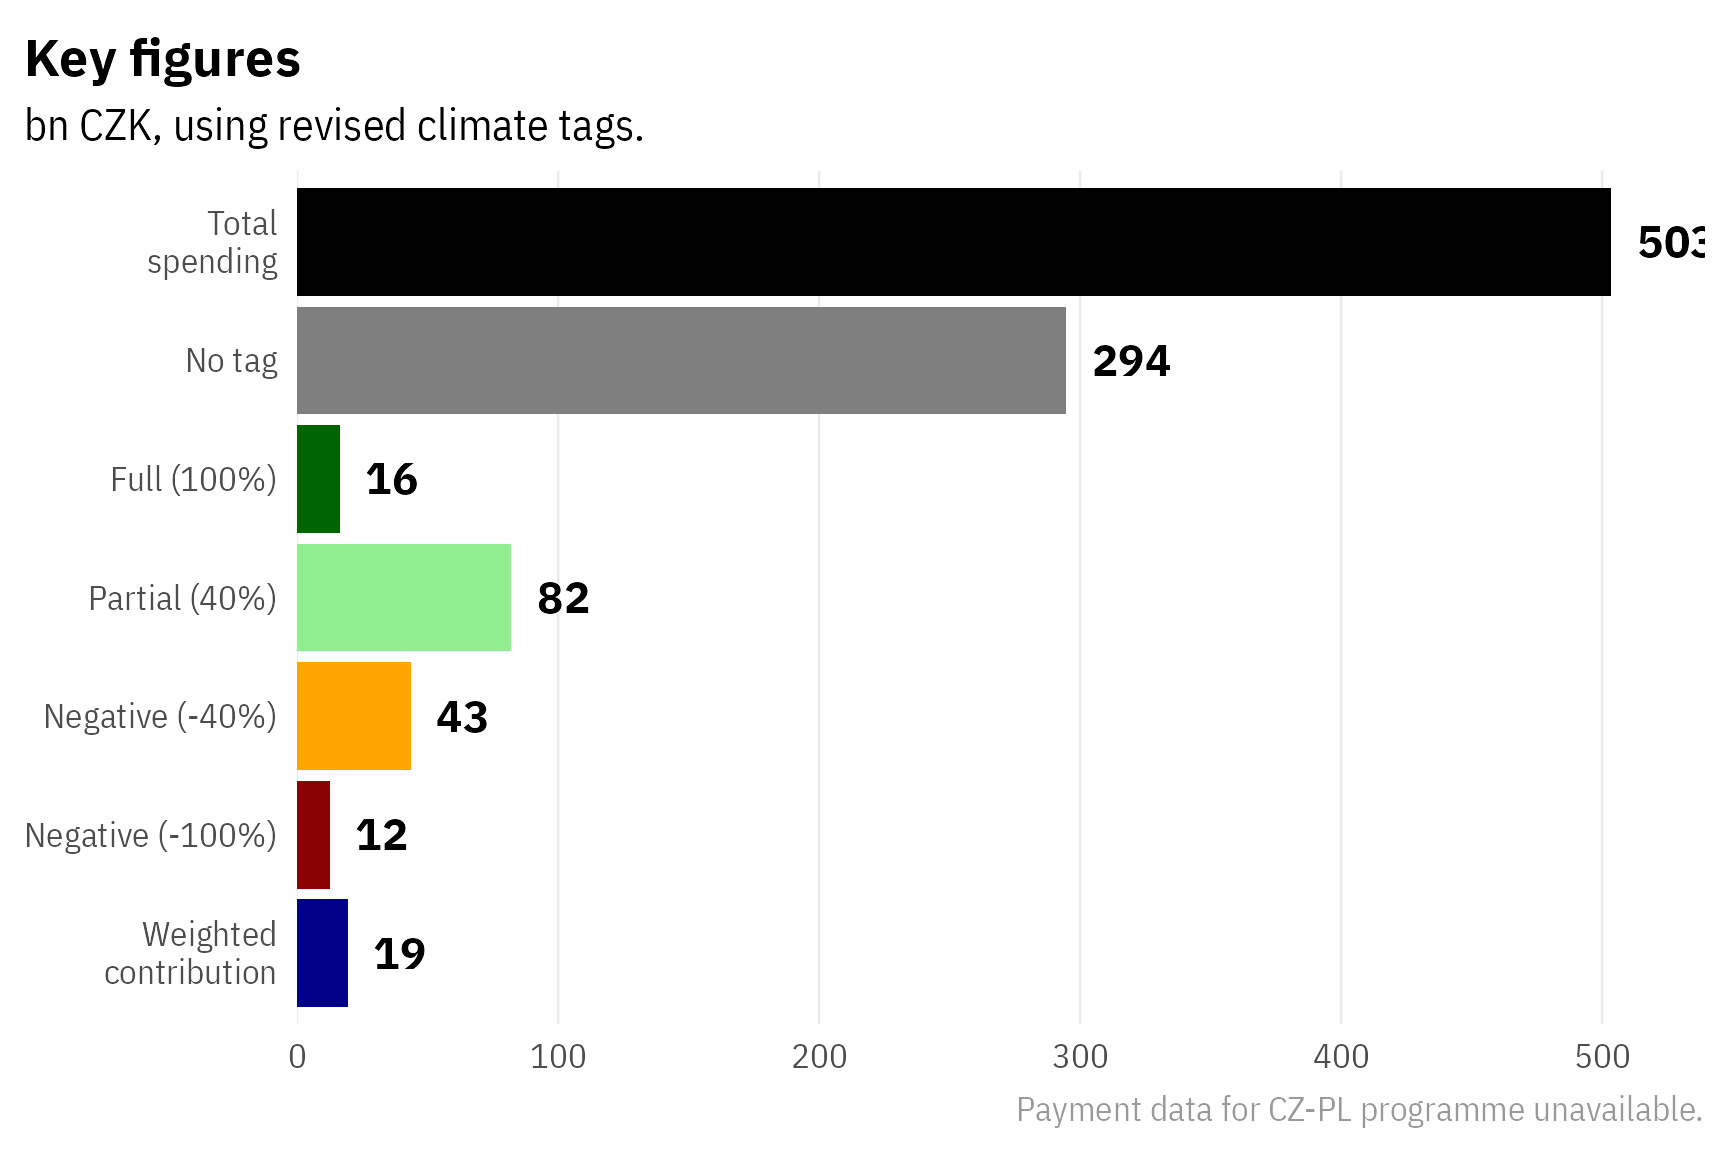 Key figures
bn CZK, using revised climate tags.
Total
spending
503
No tag
294
Full (100%)
16
Partial (40%)
82
Negative (-40%)
43
Negative (-100%)
12
Weighted
contribution
19
0 100 200 300 400 500
Payment data for CZ-PL programme unavailable.